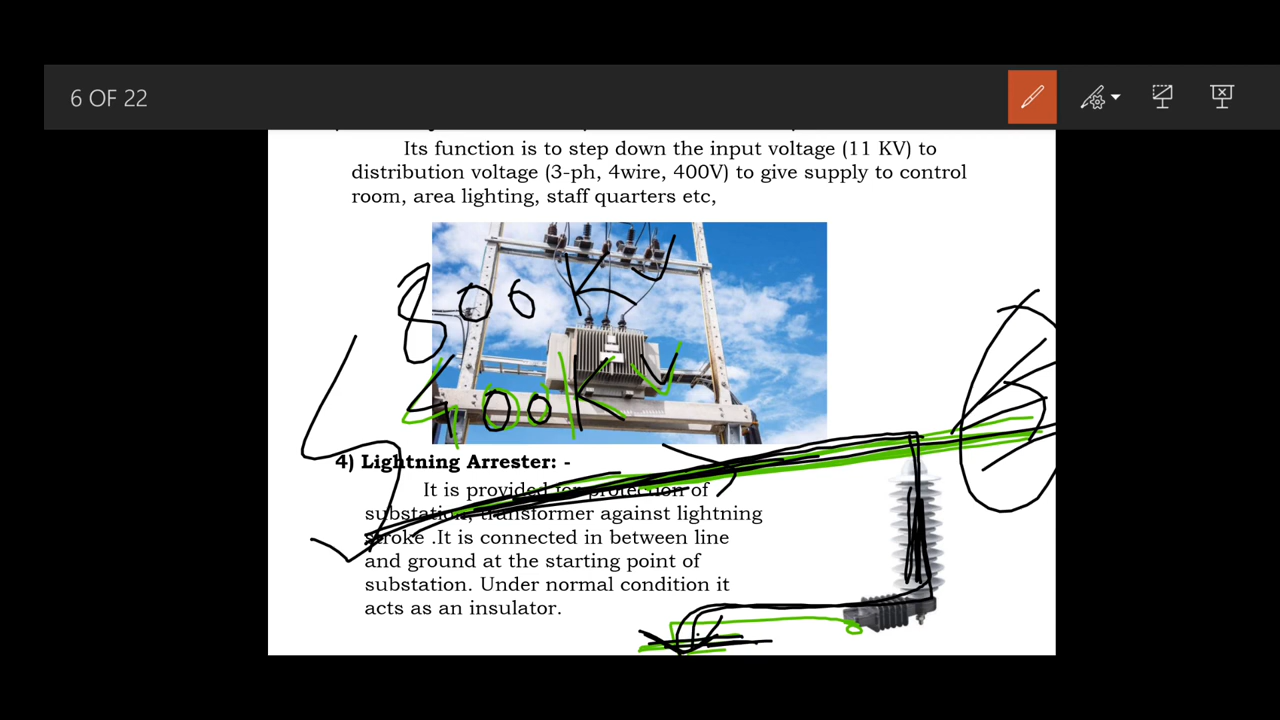 6 OF 22
Its function is to step down the input voltage (11 KV) to
distribution voltage (3-ph, 4wire, 400V) to give supply to control
room, area lighting, staff quarters etc,
800 KV
400KV
4) Lightning Arrester: -
It is provided for protection of
substation, transformer against lightning
stroke .It is connected in between line
and ground at the starting point of
substation. Under normal condition it
acts as an insulator.